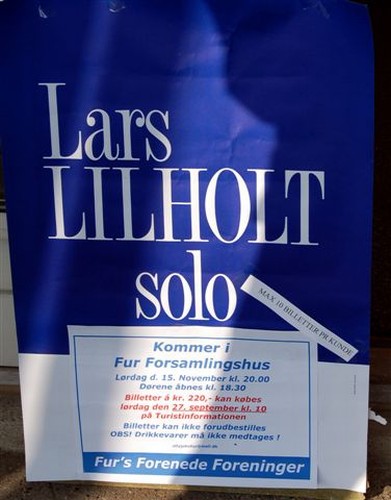 Lars
LILHOLT
solo
MAX 10 BILLETTER PR KUNDE
Kommer i
Fur Forsamlingshus
Lørdag d. 15. November kl. 20.00
Dørene åbnes kl. 18.30
Billetter á kr. 220,- kan købes
lørdag den 27. september kl. 10
på Turistinformationen
Billetter kan ikke forudbestilles
OBS! Drikkevarer må ikke medtages !
Fur's Forenede Foreninger